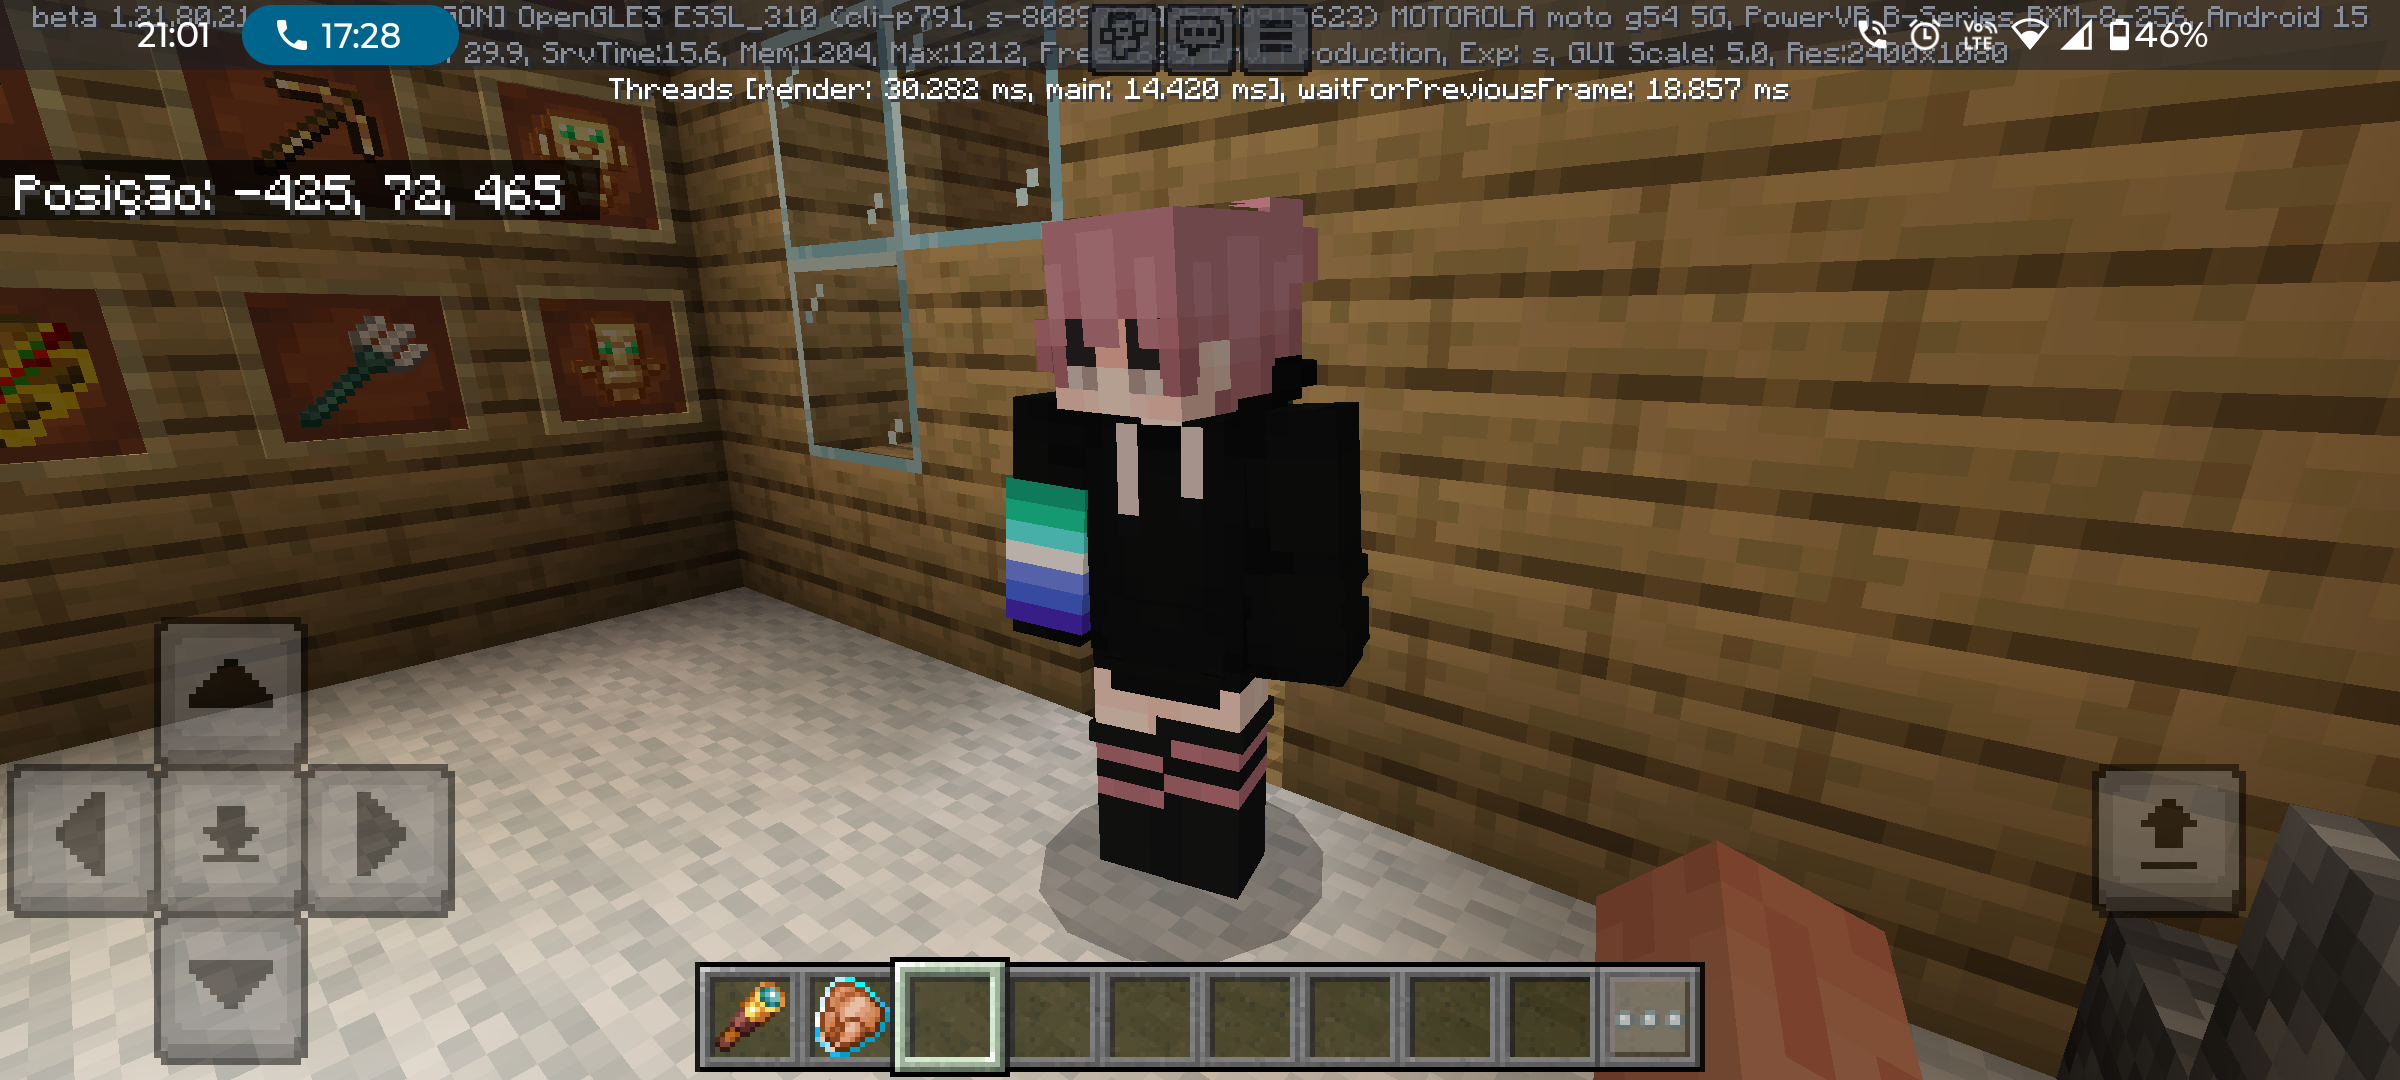 beta 1.21.80.21 OpenGLES ESSL_310 MOTOROLA moto g54 5G, PowerVR B-Series BXM-8-256, Android 15
21:01 17:28 46%
29.9, SrvTime:15.6, Mem:1204, Max:1212, Production, Exp: s, GUI Scale: 5.0, Res:2400x1080
Threads [render: 30.282 ms, main: 14.420 ms], waitForPreviousFrame: 18.857 ms
Posição: -425, 72, 465